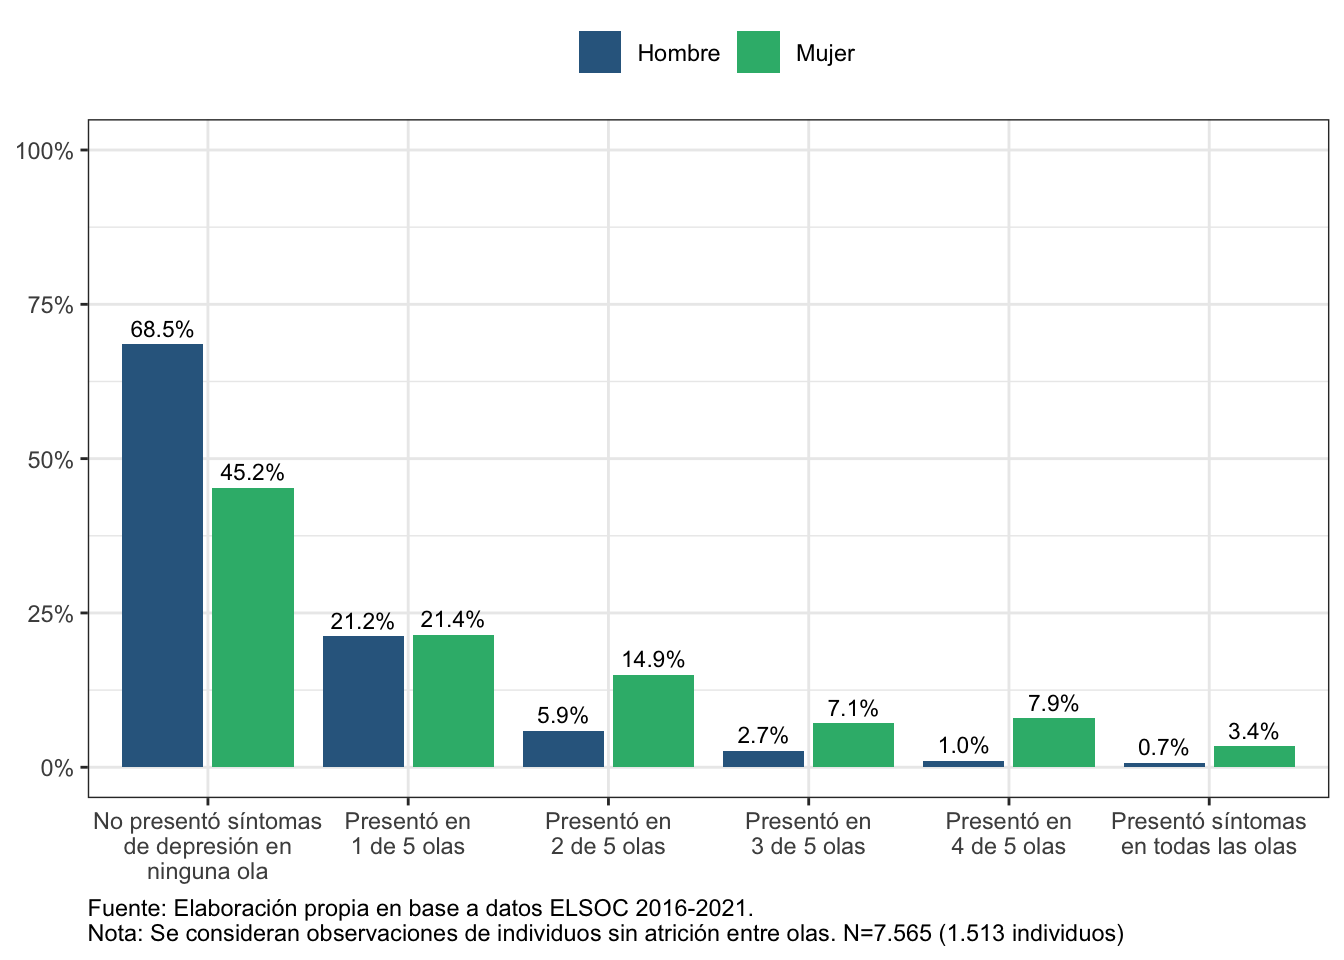 Hombre Mujer
100%
75%
50%
25%
0%
68.5%
45.2%
21.2%
21.4%
5.9%
14.9%
2.7%
7.1%
1.0%
7.9%
0.7%
3.4%
No presentó síntomas
de depresión en
ninguna ola
Presentó en
1 de 5 olas
Presentó en
2 de 5 olas
Presentó en
3 de 5 olas
Presentó en
4 de 5 olas
Presentó síntomas
en todas las olas
Fuente: Elaboración propia en base a datos ELSOC 2016-2021.
Nota: Se consideran observaciones de individuos sin atrición entre olas. N=7.565 (1.513 individuos)